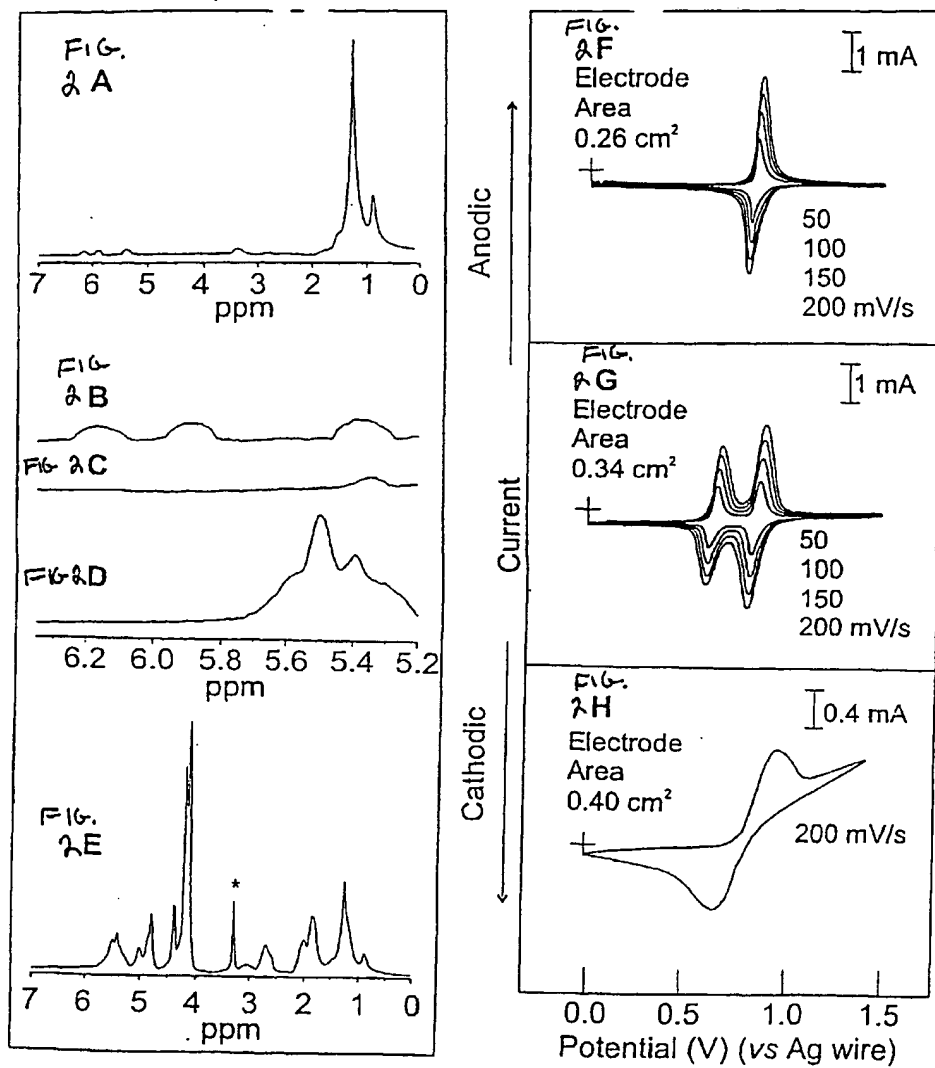 FIG.
2 A
7 6 5 4 3 2 1 0
ppm
FIG
2 B
FIG 2C
FIG 2D
6.2 6.0 5.8 5.6 5.4 5.2
ppm
FIG.
2E
*
7 6 5 4 3 2 1 0
ppm
Anodic
Current
Cathodic
FIG.
2F
Electrode
Area
0.26 cm²
1 mA
50
100
150
200 mV/s
FIG.
2G
Electrode
Area
0.34 cm²
1 mA
50
100
150
200 mV/s
FIG.
2H
Electrode
Area
0.40 cm²
0.4 mA
200 mV/s
0.0 0.5 1.0 1.5
Potential (V) (vs Ag wire)